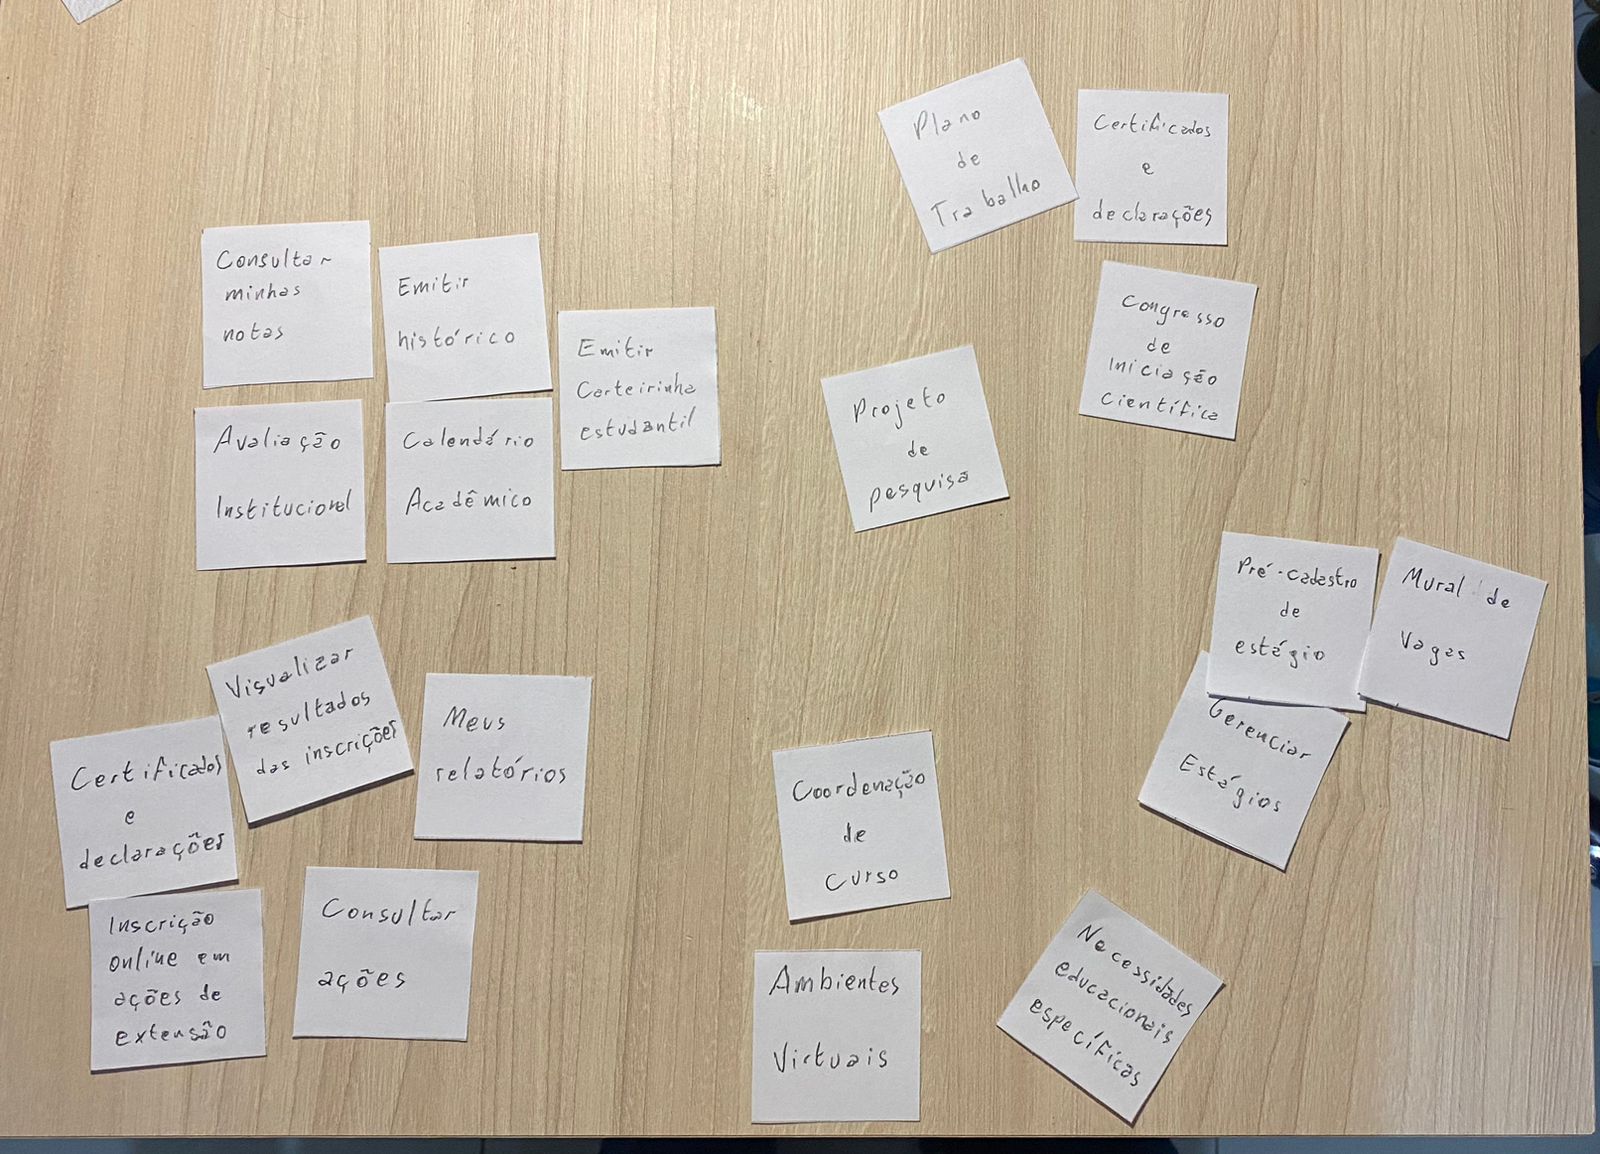 Plano
de
Trabalho
Certificados
e
declarações
Consultar
minhas
notas
Emitir
histórico
Emitir
Carteirinha
estudantil
Congresso
de
Iniciação
Científica
Projeto
de
pesquisa
Avaliação
Institucional
Calendário
Acadêmico
Pré-cadastro
de
estágio
Mural de
Vagas
Gerenciar
Estágios
Visualizar
resultados
das inscrições
Meus
relatórios
Certificados
e
declarações
Coordenação
de
curso
Inscrição
online em
ações de
extensão
Consultar
ações
Ambientes
Virtuais
Necessidades
educacionais
específicas